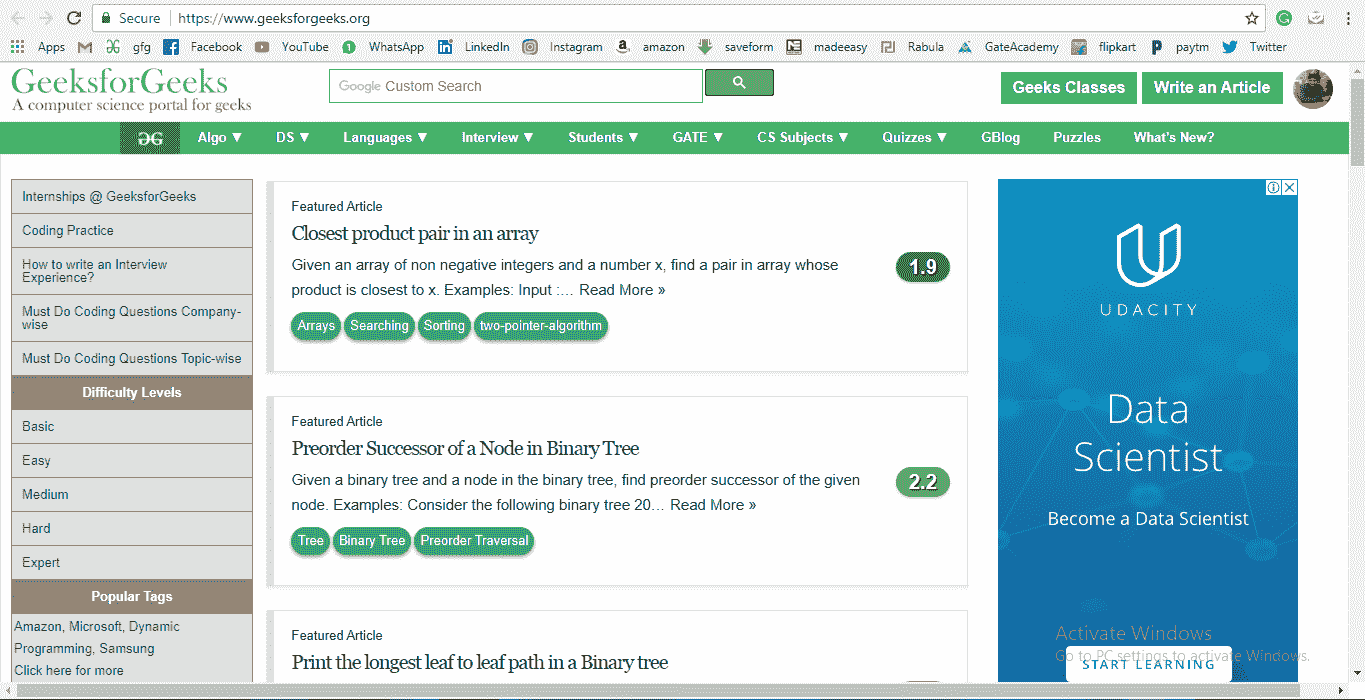 Secure https://www.geeksforgeeks.org
Apps gfg Facebook YouTube WhatsApp LinkedIn Instagram amazon saveform madeeasy Rabula GateAcademy flipkart paytm Twitter
GeeksforGeeks
A computer science portal for geeks
Google Custom Search
Geeks Classes Write an Article
GG Algo ▼ DS ▼ Languages ▼ Interview ▼ Students ▼ GATE ▼ CS Subjects ▼ Quizzes ▼ GBlog Puzzles What's New?
Internships @ GeeksforGeeks
Coding Practice
How to write an Interview
Experience?
Must Do Coding Questions Company-
wise
Must Do Coding Questions Topic-wise
Difficulty Levels
Basic
Easy
Medium
Hard
Expert
Popular Tags
Amazon, Microsoft, Dynamic
Programming, Samsung
Click here for more
Featured Article
Closest product pair in an array
Given an array of non negative integers and a number x, find a pair in array whose
product is closest to x. Examples: Input :… Read More »
1.9
Arrays Searching Sorting two-pointer-algorithm
Featured Article
Preorder Successor of a Node in Binary Tree
Given a binary tree and a node in the binary tree, find preorder successor of the given
node. Examples: Consider the following binary tree 20… Read More »
2.2
Tree Binary Tree Preorder Traversal
Featured Article
Print the longest leaf to leaf path in a Binary tree
UDACITY
Data
Scientist
Become a Data Scientist
Activate Windows
Go to PC settings to activate Windows.
START LEARNING